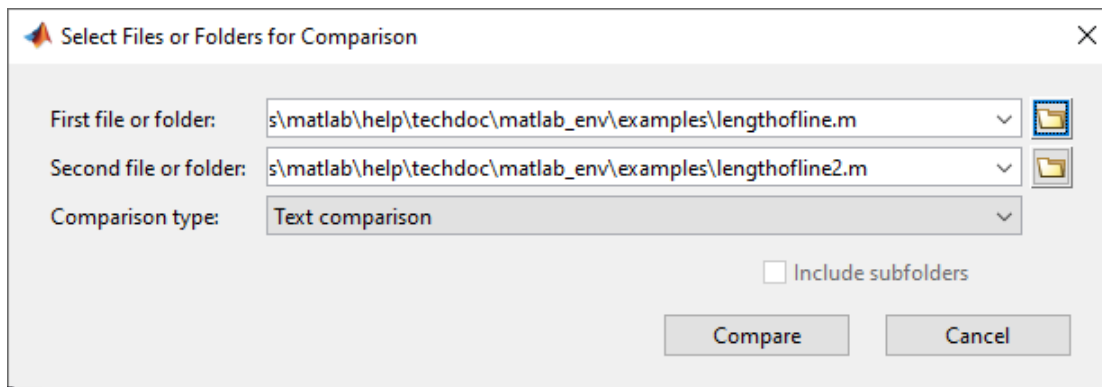 Select Files or Folders for Comparison
First file or folder: s\matlab\help\techdoc\matlab_env\examples\lengthofline.m
Second file or folder: s\matlab\help\techdoc\matlab_env\examples\lengthofline2.m
Comparison type: Text comparison
Include subfolders
Compare Cancel